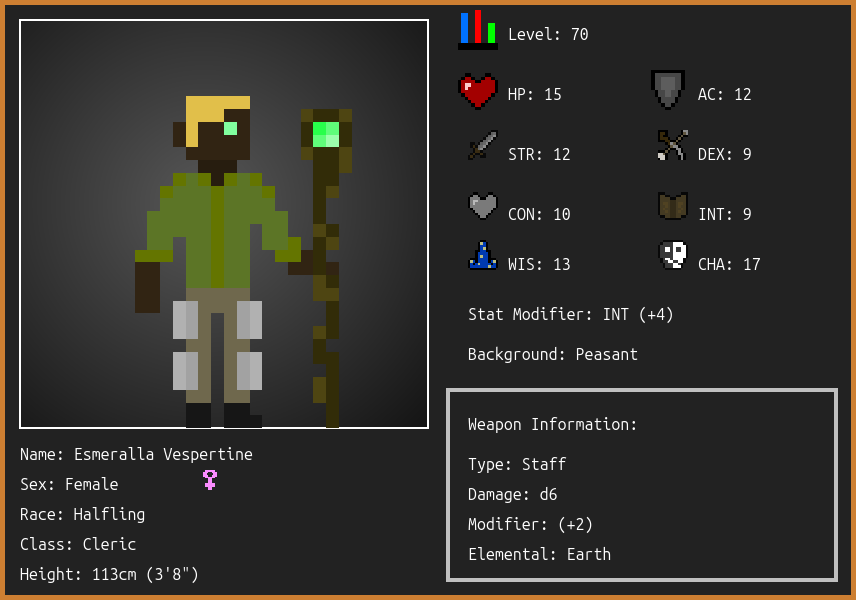 Level: 70
HP: 15
AC: 12
STR: 12
DEX: 9
CON: 10
INT: 9
WIS: 13
CHA: 17
Stat Modifier: INT (+4)
Background: Peasant
Weapon Information:
Type: Staff
Damage: d6
Modifier: (+2)
Elemental: Earth
Name: Esmeralla Vespertine
Sex: Female
Race: Halfling
Class: Cleric
Height: 113cm (3'8")